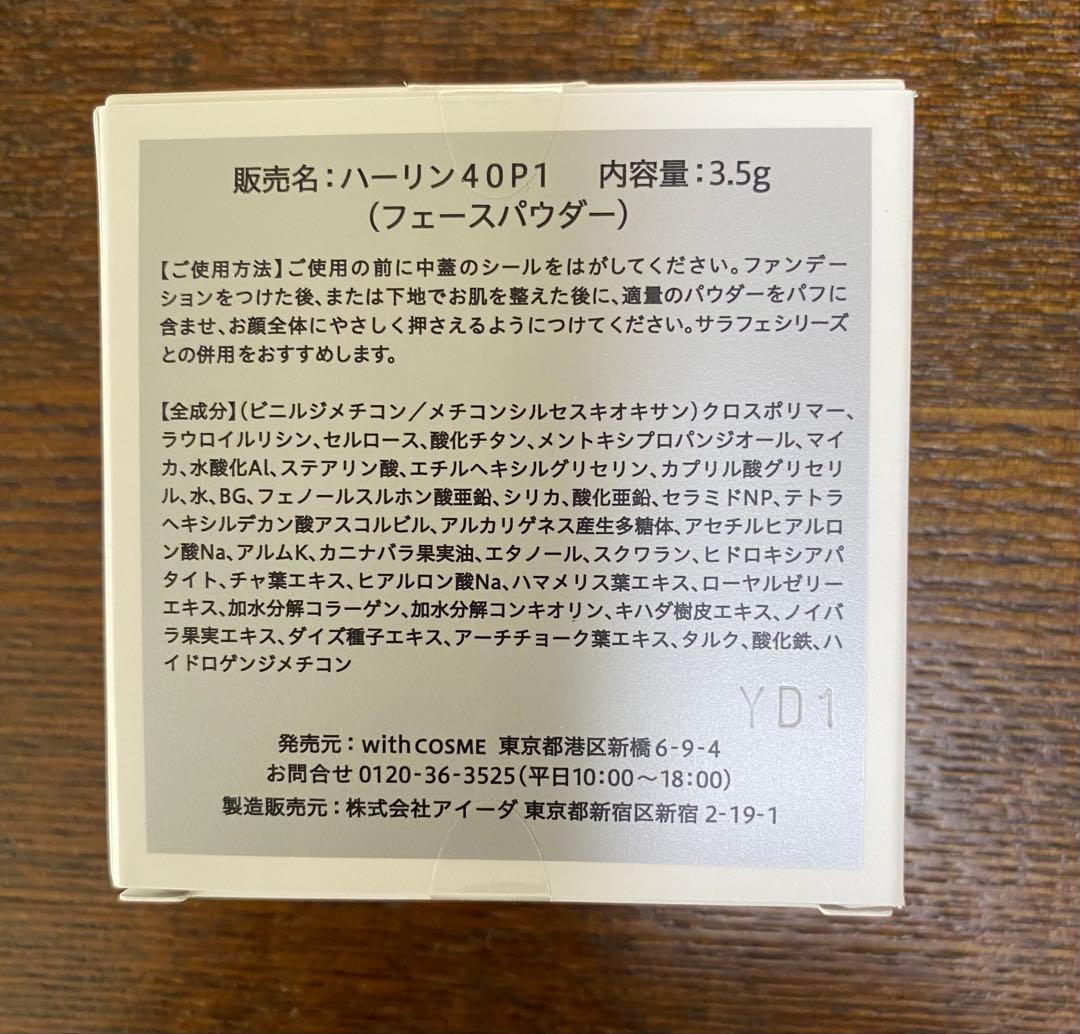 販売名：ハーリン40P1　内容量：3.5g
（フェースパウダー）
【ご使用方法】ご使用の前に中蓋のシールをはがしてください。ファンデー
ションをつけた後、または下地でお肌を整えた後に、適量のパウダーをパフに
含ませ、お顔全体にやさしく押さえるようにつけてください。サラフェシリーズ
との併用をおすすめします。
【全成分】（ビニルジメチコン／メチコンシルセスキオキサン）クロスポリマー、
ラウロイルリシン、セルロース、酸化チタン、メントキシプロパンジオール、マイ
カ、水酸化Al、ステアリン酸、エチルヘキシルグリセリン、カプリル酸グリセリ
ル、水、BG、フェノールスルホン酸亜鉛、シリカ、酸化亜鉛、セラミドNP、テトラ
ヘキシルデカン酸アスコルビル、アルカリゲネス産生多糖体、アセチルヒアルロ
ン酸Na、アルムK、カニナバラ果実油、エタノール、スクワラン、ヒドロキシアパ
タイト、チャ葉エキス、ヒアルロン酸Na、ハマメリス葉エキス、ローヤルゼリー
エキス、加水分解コラーゲン、加水分解コンキオリン、キハダ樹皮エキス、ノイバ
ラ果実エキス、ダイズ種子エキス、アーチチョーク葉エキス、タルク、酸化鉄、ハ
イドロゲンジメチコン
YD1
発売元：with COSME 東京都港区新橋6-9-4
お問合せ 0120-36-3525（平日10:00〜18:00）
製造販売元：株式会社アイーダ 東京都新宿区新宿 2-19-1